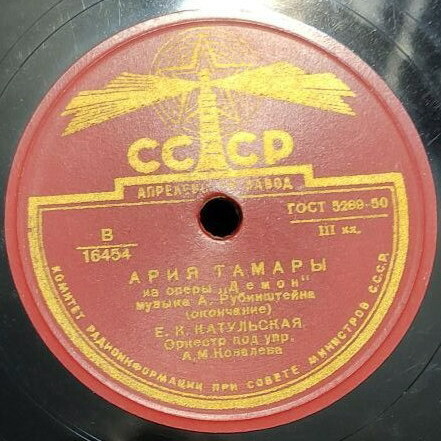 СССР
АПРЕЛЕВСКИЙ ЗАВОД
ГОСТ 5289-50
В
16454
III кл.
АРИЯ ТАМАРЫ
из оперы „Демон"
музыка А. Рубинштейна
(окончание)
Е. К. КАТУЛЬСКАЯ
Оркестр под упр.
А.М.Ковалева
КОМИТЕТ РАДИОИНФОРМАЦИИ ПРИ СОВЕТЕ МИНИСТРОВ СССР.